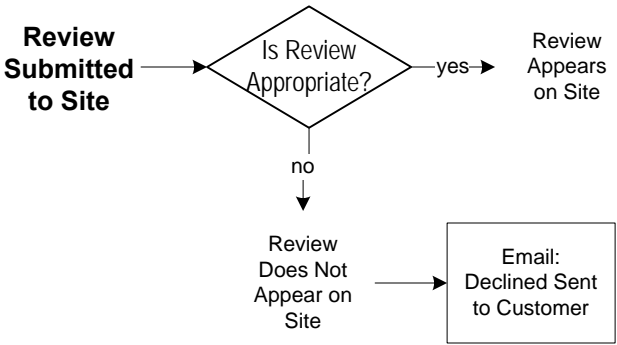 Review
Submitted
to Site
Is Review
Appropriate?
yes
Review
Appears
on Site
no
Review
Does Not
Appear on
Site
Email:
Declined Sent
to Customer